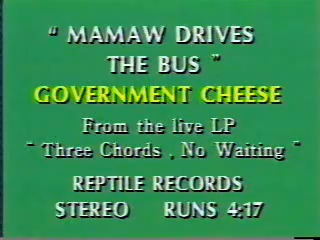 “ MAMAW DRIVES
THE BUS ”
GOVERNMENT CHEESE
From the live LP
" Three Chords , No Waiting "
REPTILE RECORDS
STEREO RUNS 4:17